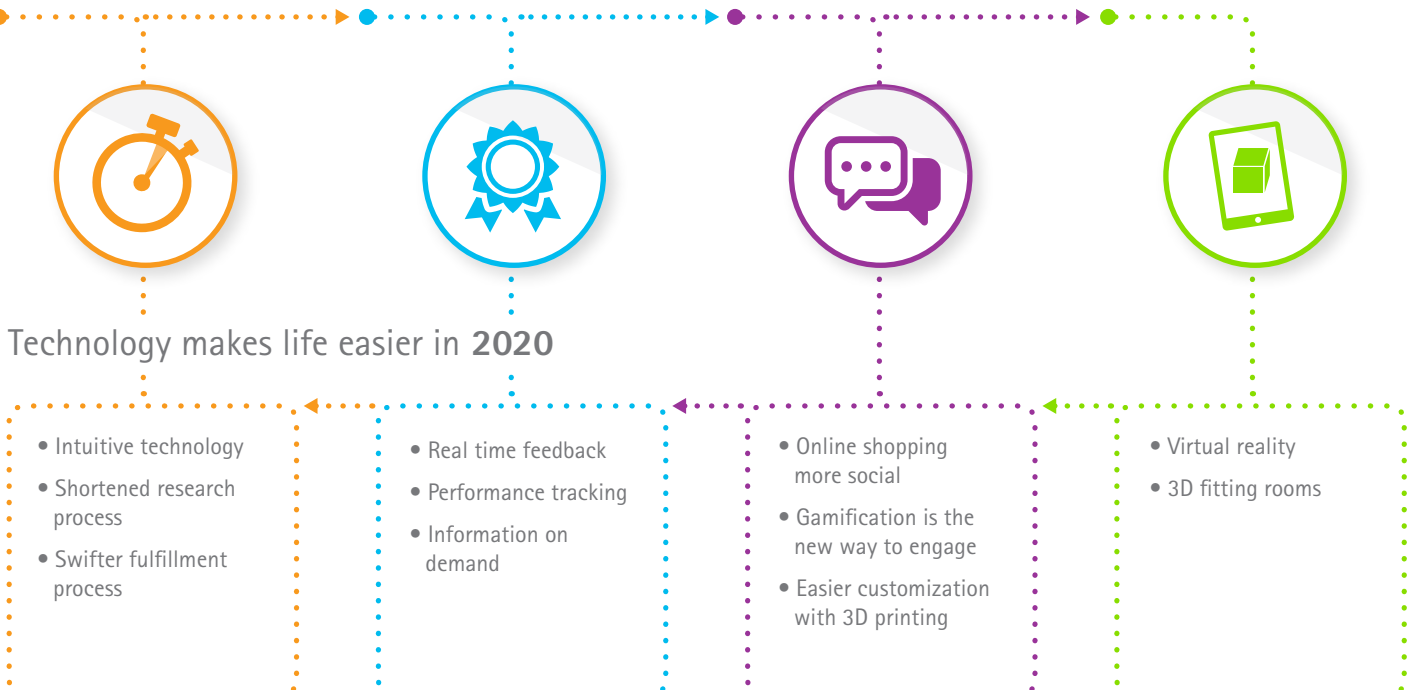 Technology makes life easier in 2020
• Intuitive technology
• Shortened research
process
• Swifter fulfillment
process
• Real time feedback
• Performance tracking
• Information on
demand
• Online shopping
more social
• Gamification is the
new way to engage
• Easier customization
with 3D printing
• Virtual reality
• 3D fitting rooms